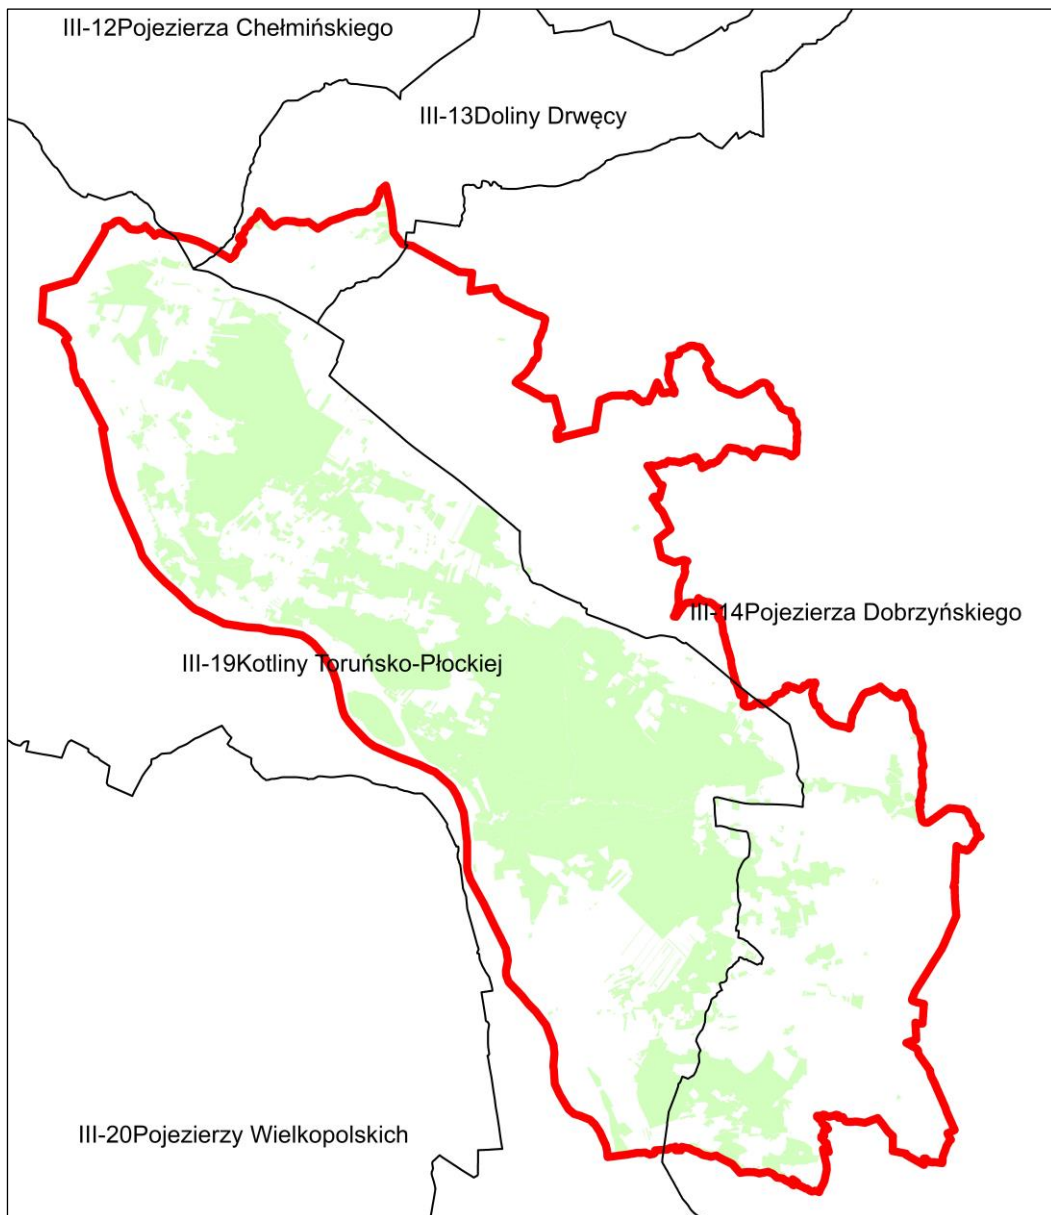 III-12Pojezierza Chełmińskiego
III-13Doliny Drwęcy
III-14Pojezierza Dobrzyńskiego
III-19Kotliny Toruńsko-Płockiej
III-20Pojezierzy Wielkopolskich